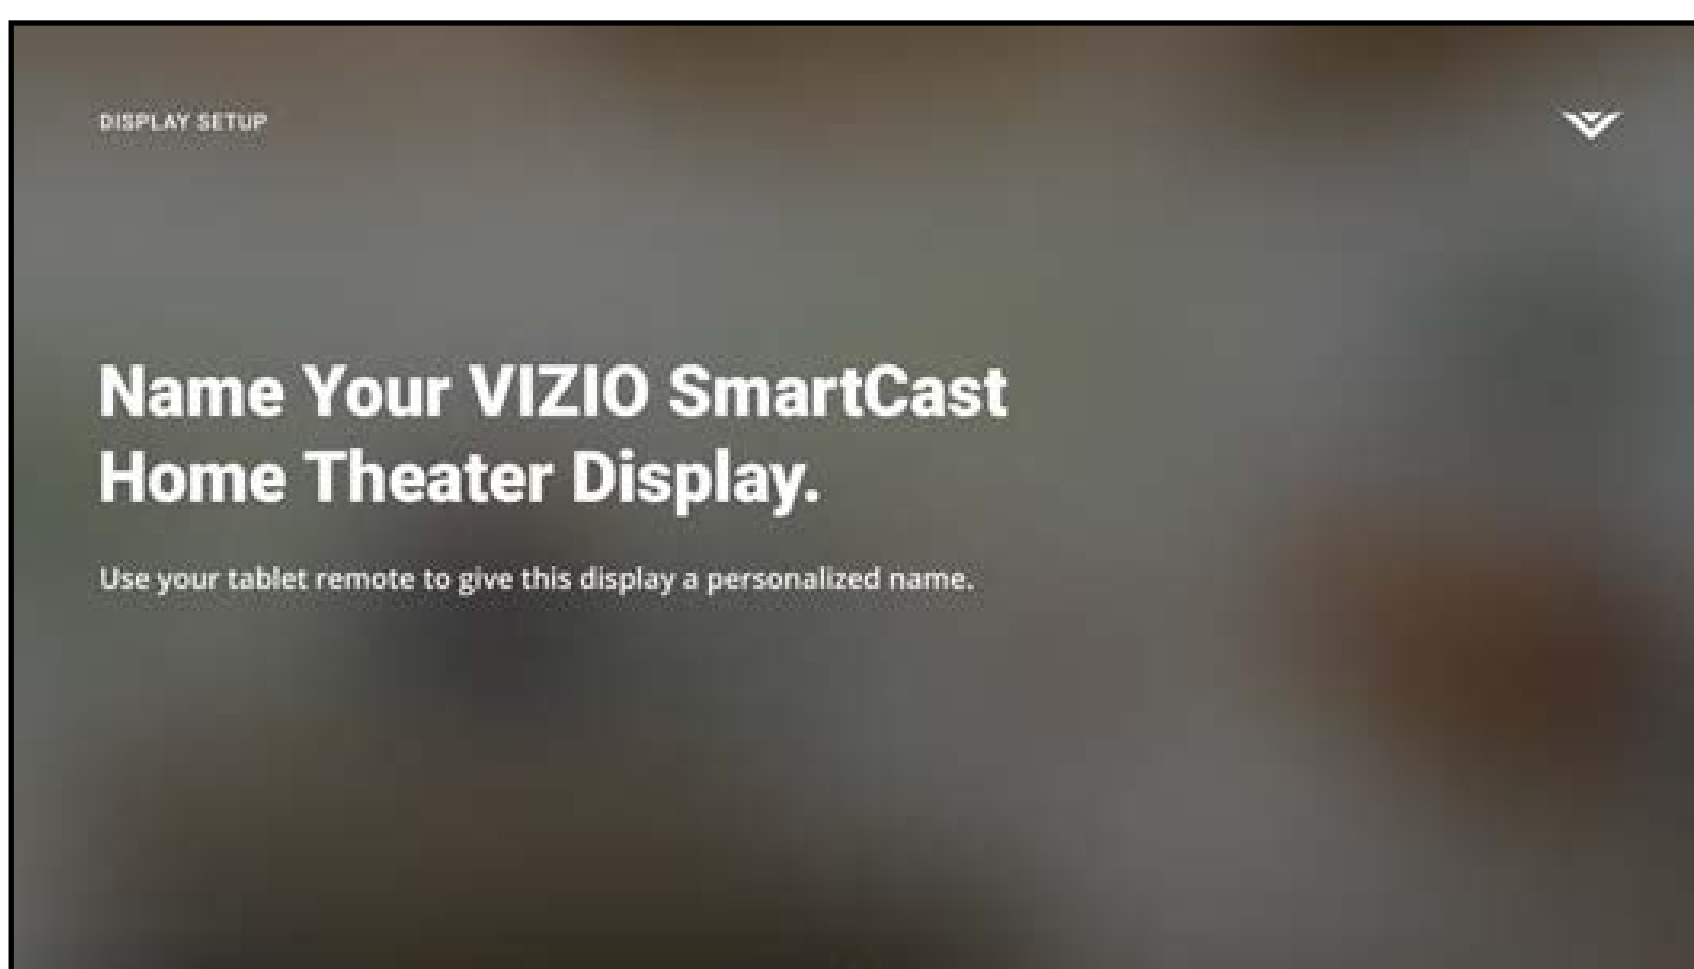 DISPLAY SETUP
Name Your VIZIO SmartCast
Home Theater Display.
Use your tablet remote to give this display a personalized name.